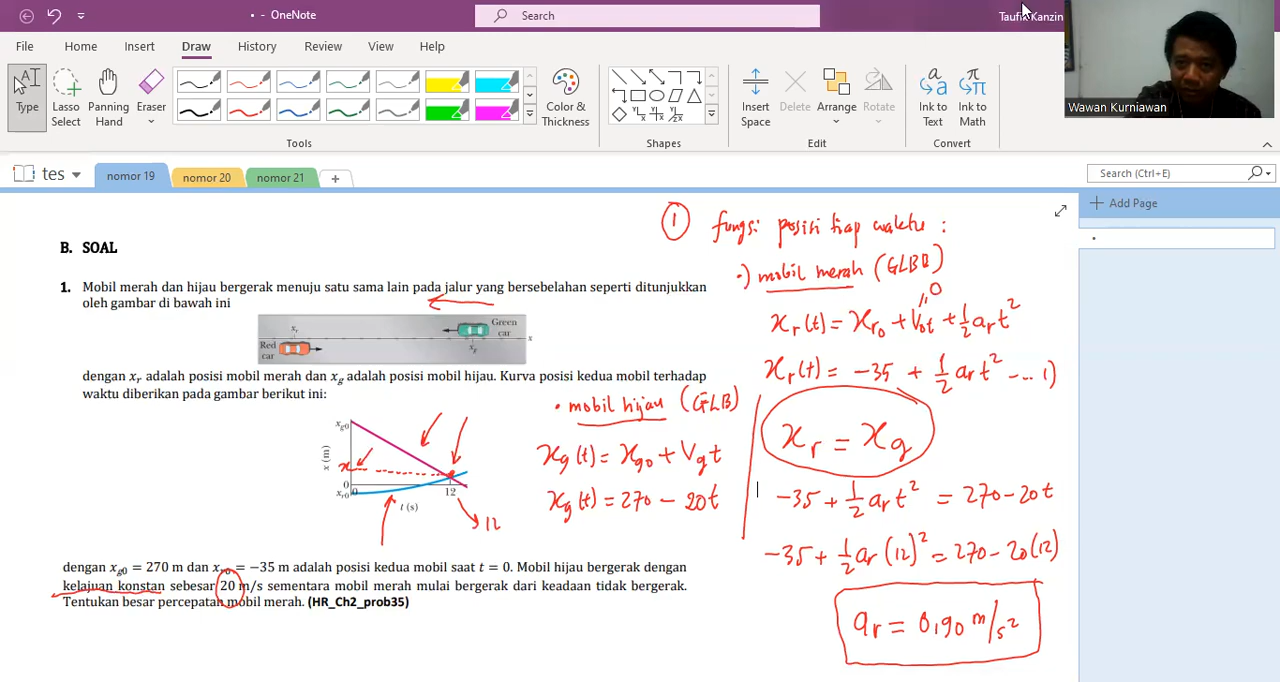 OneNote
Search
Taufik Kanzin
File Home Insert Draw History Review View Help
Type
Lasso Select
Panning Hand
Eraser
Color & Thickness
Insert Space
Delete
Arrange
Rotate
Ink to Text
Ink to Math
Wawan Kurniawan
Tools Shapes Edit Convert
tes nomor 19 nomor 20 nomor 21
Search (Ctrl+E)
Add Page
B. SOAL
1. Mobil merah dan hijau bergerak menuju satu sama lain pada jalur yang bersebelahan seperti ditunjukkan
oleh gambar di bawah ini
Green car
Red car
x_r
x_g
x
dengan x_r adalah posisi mobil merah dan x_g adalah posisi mobil hijau. Kurva posisi kedua mobil terhadap
waktu diberikan pada gambar berikut ini:
x_g0
x (m)
x
0
x_r0
0
12
t (s)
12
dengan x_g0 = 270 m dan x_r0 = −35 m adalah posisi kedua mobil saat t = 0. Mobil hijau bergerak dengan
kelajuan konstan sebesar 20 m/s sementara mobil merah mulai bergerak dari keadaan tidak bergerak.
Tentukan besar percepatan mobil merah. (HR_Ch2_prob35)
1 fungsi posisi tiap waktu :
•) mobil merah (GLBB)
0
x_r(t) = x_r0 + V_0t + 1/2 a_r t²
x_r(t) = -35 + 1/2 a_r t² ... 1)
• mobil hijau (GLB)
x_g(t) = x_g0 + V_g t
x_g(t) = 270 - 20t
x_r = x_g
-35 + 1/2 a_r t² = 270 - 20t
-35 + 1/2 a_r (12)² = 270 - 20(12)
a_r = 0,90 m/s²